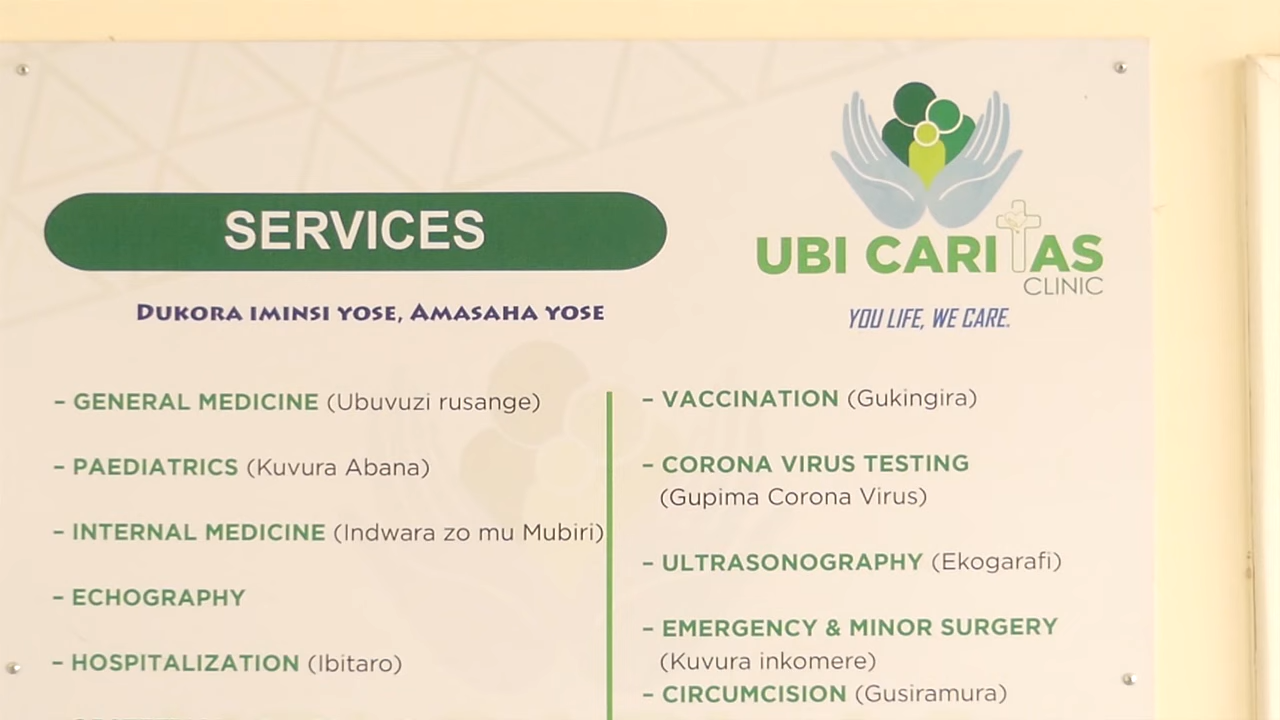 SERVICES
DUKORA IMINSI YOSE, AMASAHA YOSE
– GENERAL MEDICINE (Ubuvuzi rusange)
– PAEDIATRICS (Kuvura Abana)
– INTERNAL MEDICINE (Indwara zo mu Mubiri)
– ECHOGRAPHY
– HOSPITALIZATION (Ibitaro)
UBI CARITAS
CLINIC
YOU LIFE, WE CARE.
– VACCINATION (Gukingira)
– CORONA VIRUS TESTING
(Gupima Corona Virus)
– ULTRASONOGRAPHY (Ekogarafi)
– EMERGENCY & MINOR SURGERY
(Kuvura inkomere)
– CIRCUMCISION (Gusiramura)